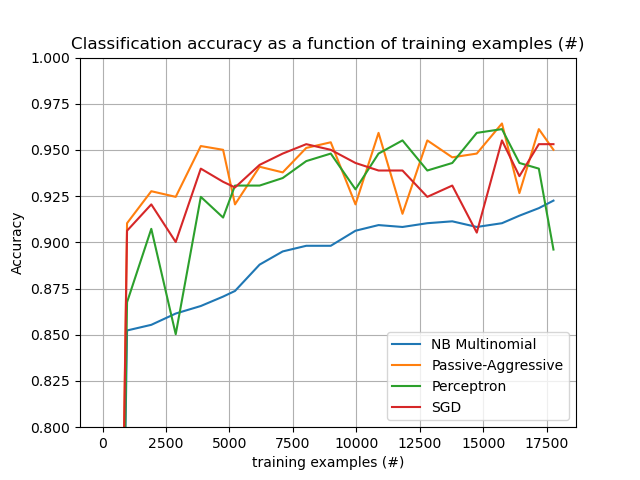 Classification accuracy as a function of training examples (#)
1.000
0.975
0.950
0.925
0.900
0.875
0.850
0.825
0.800
Accuracy
NB Multinomial
Passive-Aggressive
Perceptron
SGD
0 2500 5000 7500 10000 12500 15000 17500
training examples (#)